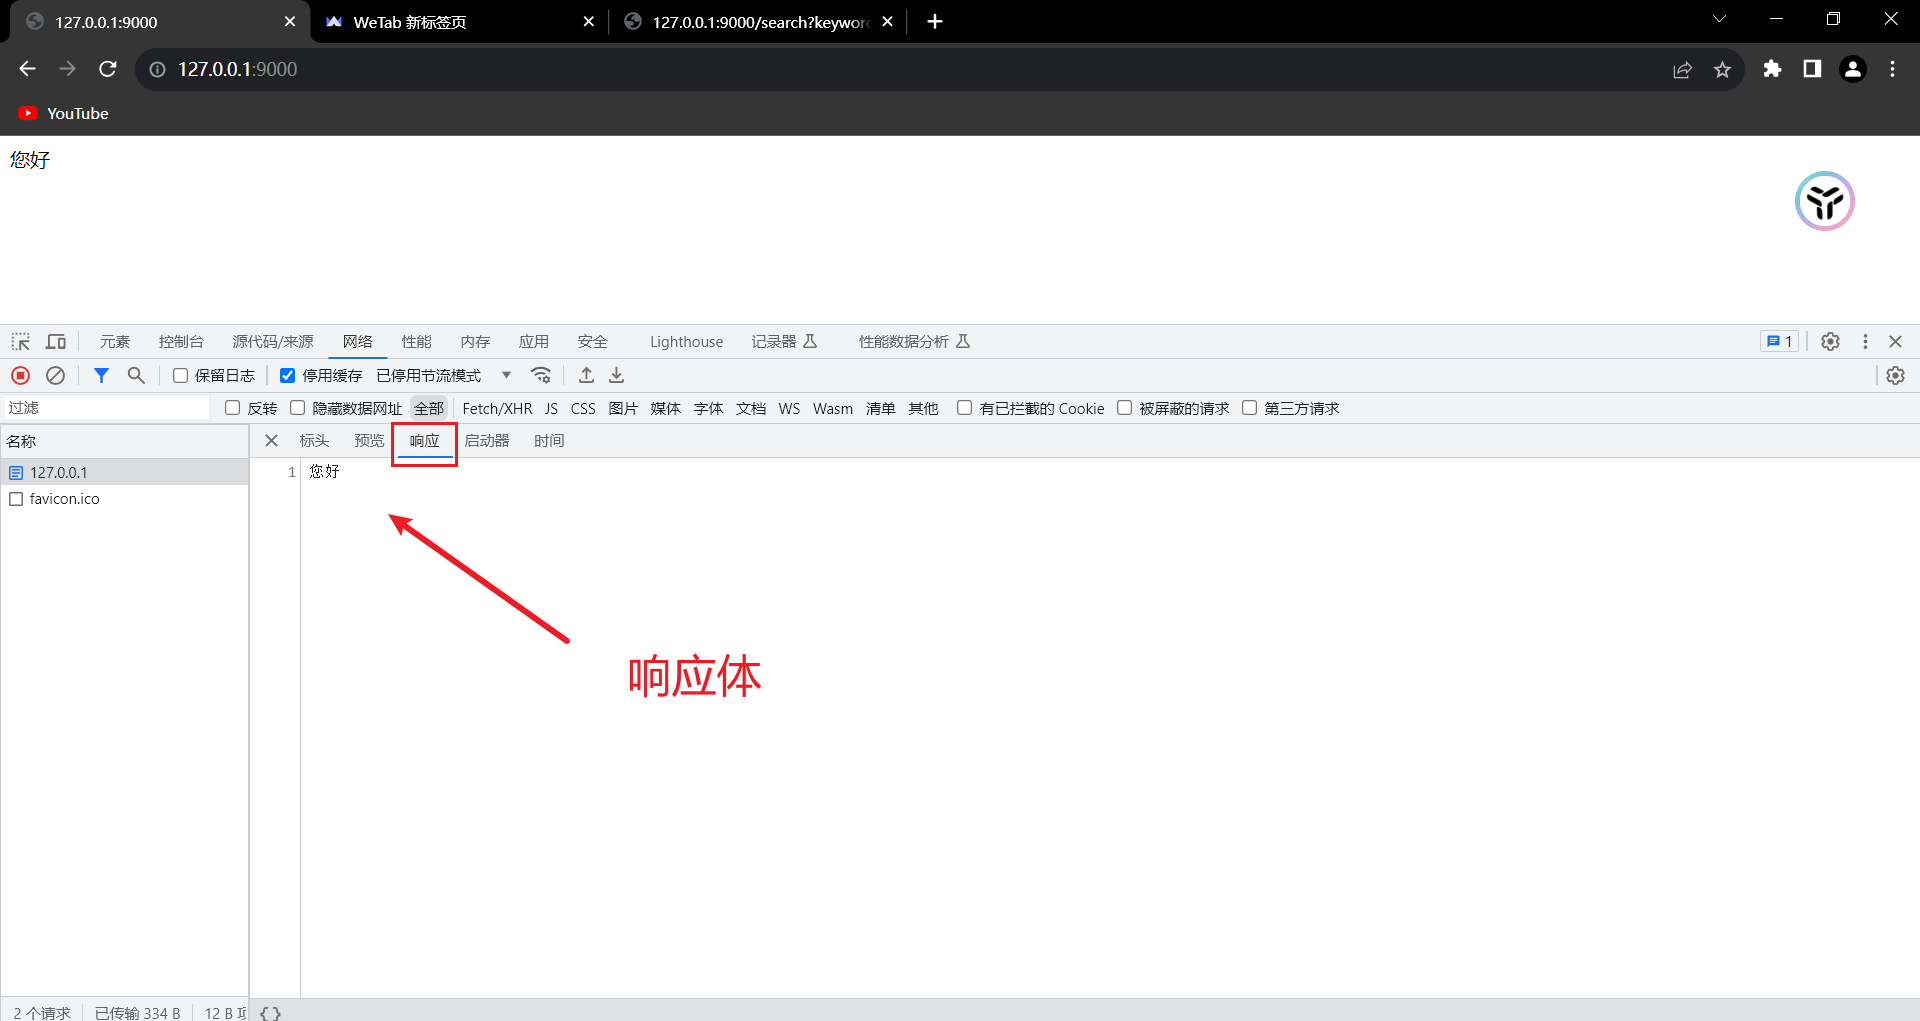 127.0.0.1:9000
WeTab 新标签页
127.0.0.1:9000/search?keywor
127.0.0.1:9000
YouTube
您好
元素 控制台 源代码/来源 网络 性能 内存 应用 安全 Lighthouse 记录器 性能数据分析 1
保留日志 停用缓存 已停用节流模式
过滤 反转 隐藏数据网址 全部 Fetch/XHR JS CSS 图片 媒体 字体 文档 WS Wasm 清单 其他 有已拦截的 Cookie 被屏蔽的请求 第三方请求
名称 标头 预览 响应 启动器 时间
127.0.0.1
1 您好
favicon.ico
响应体
2 个请求 已传输 334 B 12 B {}